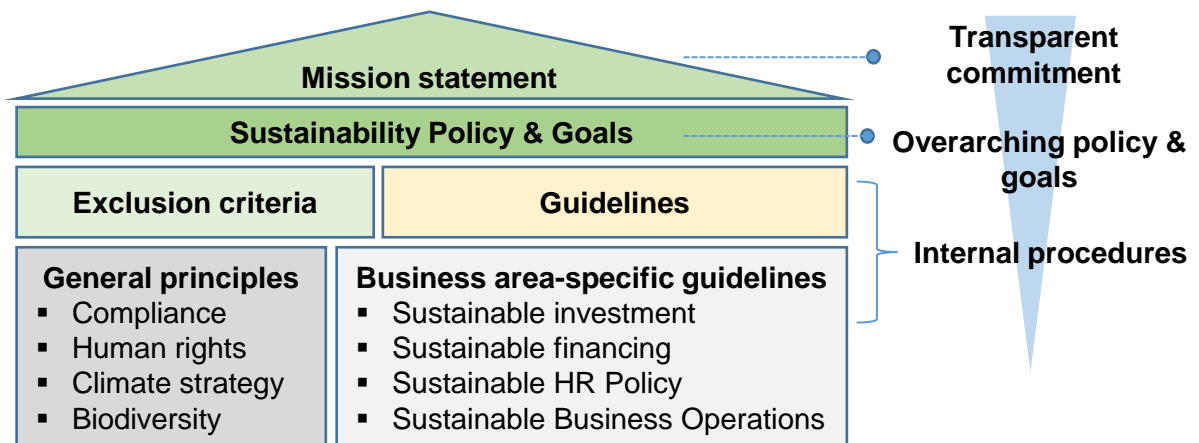 Mission statement
Transparent
commitment
Sustainability Policy & Goals
Overarching policy &
goals
Exclusion criteria
Guidelines
Internal procedures
General principles
▪ Compliance
▪ Human rights
▪ Climate strategy
▪ Biodiversity
Business area-specific guidelines
▪ Sustainable investment
▪ Sustainable financing
▪ Sustainable HR Policy
▪ Sustainable Business Operations